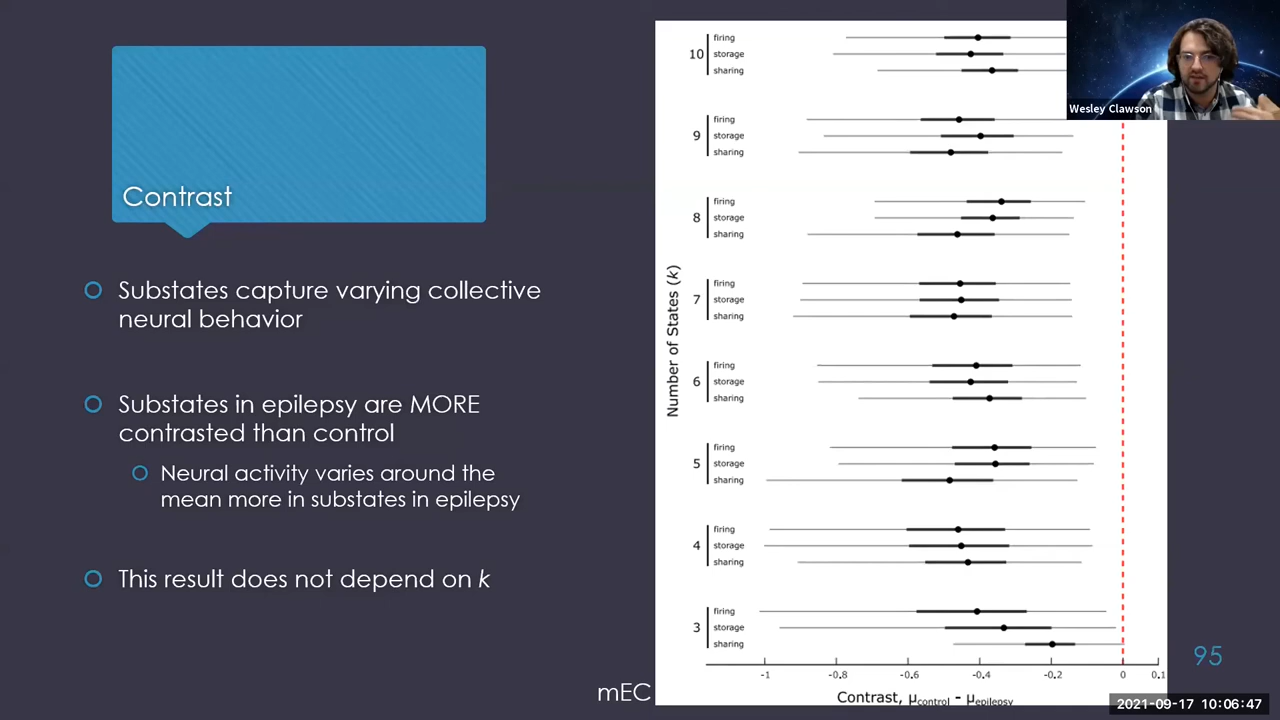 Contrast
Substates capture varying collective
neural behavior
Substates in epilepsy are MORE
contrasted than control
Neural activity varies around the
mean more in substates in epilepsy
This result does not depend on k
mEC
Number of States (k)
10
firing
storage
sharing
9
firing
storage
sharing
8
firing
storage
sharing
7
firing
storage
sharing
6
firing
storage
sharing
5
firing
storage
sharing
4
firing
storage
sharing
3
firing
storage
sharing
-1 -0.8 -0.6 -0.4 -0.2 0 0.1
Contrast, μcontrol - μepilepsy
Wesley Clawson
95
2021-09-17 10:06:47